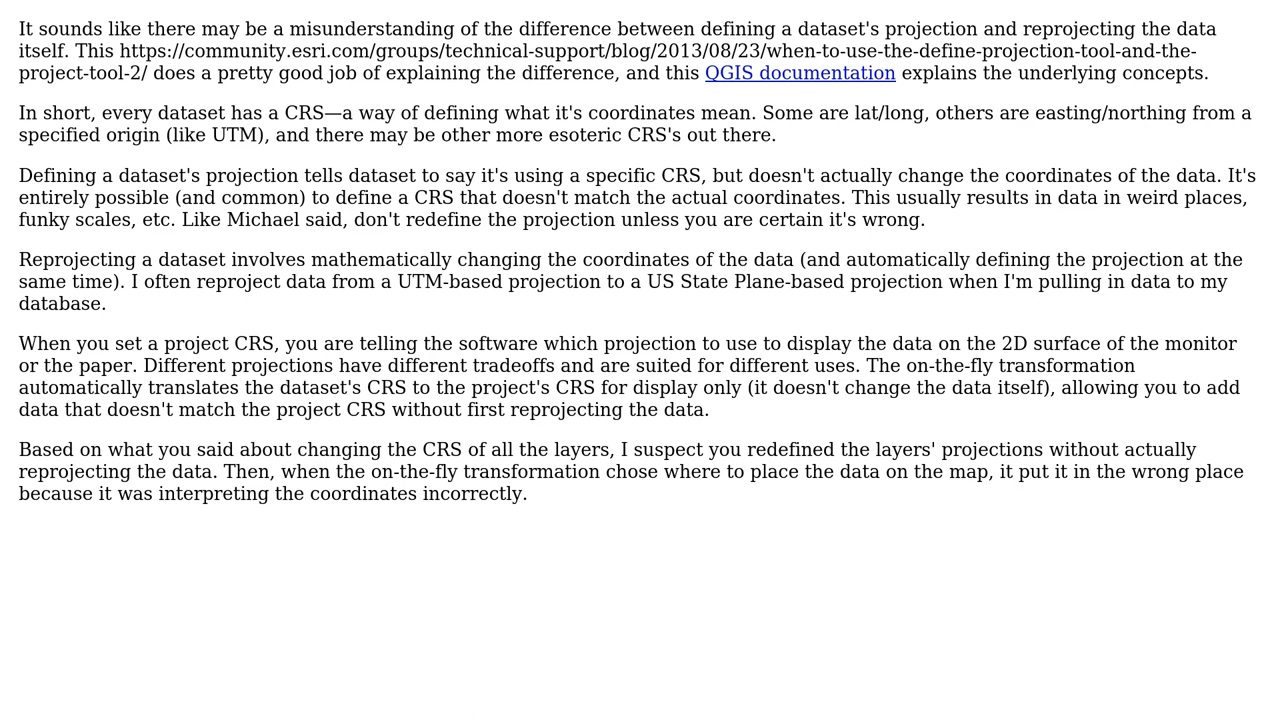 It sounds like there may be a misunderstanding of the difference between defining a dataset's projection and reprojecting the data
itself. This https://community.esri.com/groups/technical-support/blog/2013/08/23/when-to-use-the-define-projection-tool-and-the-
project-tool-2/ does a pretty good job of explaining the difference, and this QGIS documentation explains the underlying concepts.
In short, every dataset has a CRS—a way of defining what it's coordinates mean. Some are lat/long, others are easting/northing from a
specified origin (like UTM), and there may be other more esoteric CRS's out there.
Defining a dataset's projection tells dataset to say it's using a specific CRS, but doesn't actually change the coordinates of the data. It's
entirely possible (and common) to define a CRS that doesn't match the actual coordinates. This usually results in data in weird places,
funky scales, etc. Like Michael said, don't redefine the projection unless you are certain it's wrong.
Reprojecting a dataset involves mathematically changing the coordinates of the data (and automatically defining the projection at the
same time). I often reproject data from a UTM-based projection to a US State Plane-based projection when I'm pulling in data to my
database.
When you set a project CRS, you are telling the software which projection to use to display the data on the 2D surface of the monitor
or the paper. Different projections have different tradeoffs and are suited for different uses. The on-the-fly transformation
automatically translates the dataset's CRS to the project's CRS for display only (it doesn't change the data itself), allowing you to add
data that doesn't match the project CRS without first reprojecting the data.
Based on what you said about changing the CRS of all the layers, I suspect you redefined the layers' projections without actually
reprojecting the data. Then, when the on-the-fly transformation chose where to place the data on the map, it put it in the wrong place
because it was interpreting the coordinates incorrectly.